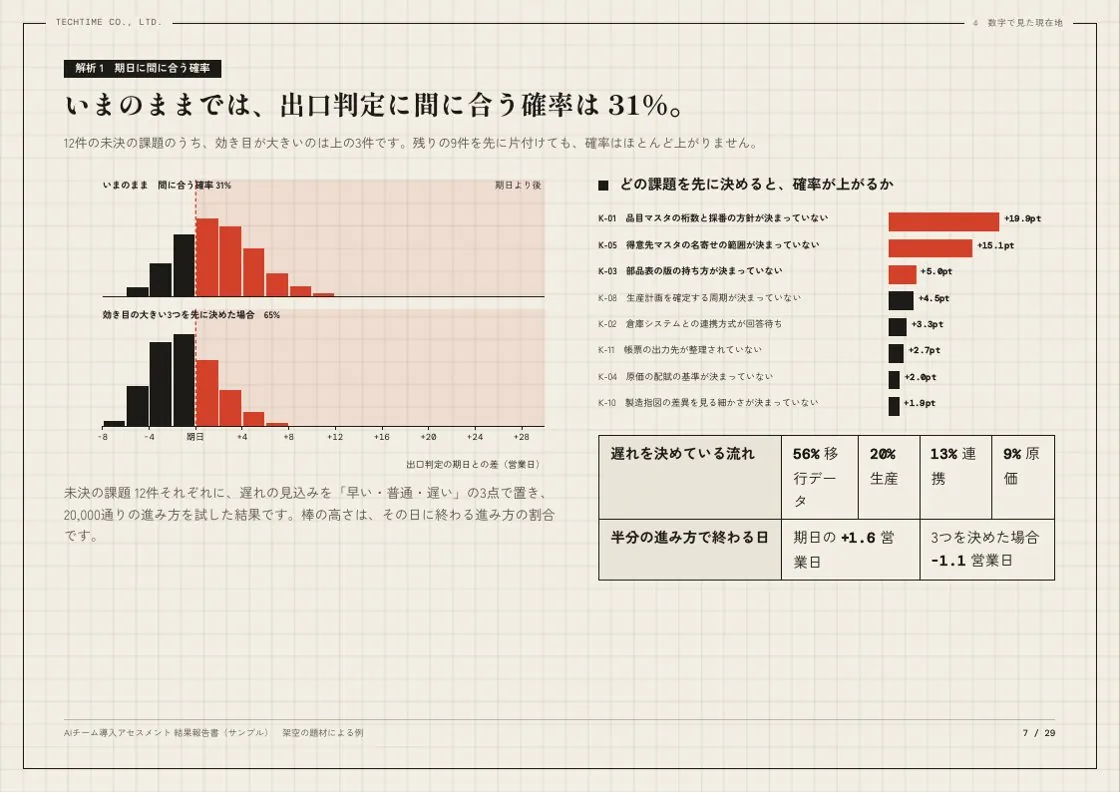 TECHTIME CO., LTD.
4 数字で見た現在地
解析 1 期日に間に合う確率
いまのままでは、出口判定に間に合う確率は 31%。
12件の未決の課題のうち、効き目が大きいのは上の3件です。残りの9件を先に片付けても、確率はほとんど上がりません。
いまのまま 間に合う確率 31%
期日より後
効き目の大きい3つを先に決めた場合 65%
-8 -4 期日 +4 +8 +12 +16 +20 +24 +28
出口判定の期日との差（営業日）
未決の課題 12件それぞれに、遅れの見込みを「早い・普通・遅い」の3点で置き、
20,000通りの進み方を試した結果です。棒の高さは、その日に終わる進み方の割合
です。
■ どの課題を先に決めると、確率が上がるか
K-01 品目マスタの桁数と採番の方針が決まっていない +19.9pt
K-05 得意先マスタの名寄せの範囲が決まっていない +15.1pt
K-03 部品表の版の持ち方が決まっていない +5.0pt
K-08 生産計画を確定する周期が決まっていない +4.5pt
K-02 倉庫システムとの連携方式が回答待ち +3.3pt
K-11 帳票の出力先が整理されていない +2.7pt
K-04 原価の配賦の基準が決まっていない +2.0pt
K-10 製造指図の差異を見る細かさが決まっていない +1.9pt
遅れを決めている流れ
56% 移
行デー
タ
20%
生産
13% 連
携
9% 原
価
半分の進み方で終わる日
期日の +1.6 営
業日
3つを決めた場合
-1.1 営業日
AIチーム導入アセスメント 結果報告書（サンプル） 架空の題材による例
7 / 29